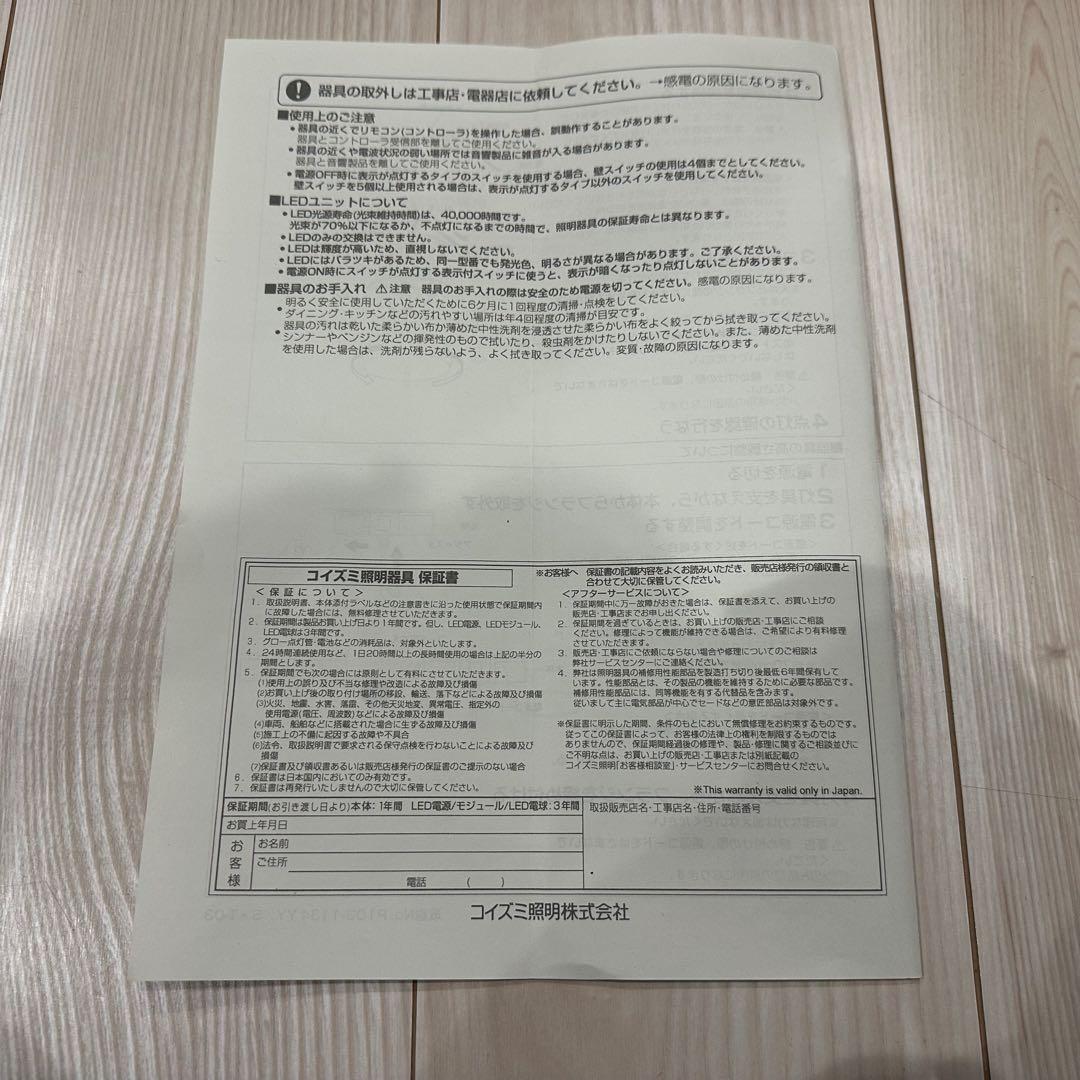 器具の取外しは工事店・電器店に依頼してください。→感電の原因になります。
■使用上のご注意
●器具の近くでリモコン(コントローラ)を操作した場合、誤動作することがあります。
器具とコントローラ受信部を離してご使用ください。
●器具の近くや電波状況の弱い場所では音響製品に雑音が入る場合があります。
器具と音響製品を離してご使用ください。
●電源OFF時に表示が点灯するタイプのスイッチを使用する場合、壁スイッチの使用は4個までとしてください。
壁スイッチを5個以上使用される場合は、表示が点灯するタイプ以外のスイッチを使用してください。
■LEDユニットについて
●LED光源寿命(光束維持時間)は、40,000時間です。
光束が70%以下になるか、不点灯になるまでの時間で、照明器具の保証寿命とは異なります。
●LEDのみの交換はできません。
●LEDは輝度が高いため、直視しないでください。
●LEDにはバラツキがあるため、同一型番でも発光色、明るさが異なる場合があります。ご了承ください。
●電源ON時にスイッチが点灯する表示付スイッチに使うと、表示が暗くなったり点灯しないことがあります。
■器具のお手入れ ⚠注意 器具のお手入れの際は安全のため電源を切ってください。感電の原因になります。
明るく安全に使用していただくために6ケ月に1回程度の清掃・点検をしてください。
●ダイニング・キッチンなどの汚れやすい場所は年4回程度の清掃が目安です。
器具の汚れは乾いた柔らかい布か薄めた中性洗剤を浸透させた柔らかい布をよく絞ってから拭き取ってください。
●シンナーやベンジンなどの揮発性のもので拭いたり、殺虫剤をかけたりしないでください。また、薄めた中性洗剤
を使用した場合は、洗剤が残らないよう、よく拭き取ってください。変質・故障の原因になります。
コイズミ照明器具 保証書
<保証について>
1. 取扱説明書、本体添付ラベルなどの注意書きに沿った使用状態で保証期間内
に故障した場合には、無料修理させていただきます。
2. 保証期間は製品お買い上げ日より1年間です。但し、LED電源、LEDモジュール、
LED電球は3年間です。
3. グロー点灯管・電池などの消耗品は、対象外といたします。
4. 24時間連続使用など、1日20時間以上の長時間使用の場合は上記の半分の
期間とします。
5. 保証期間でも次の場合には原則として有料にさせていただきます。
(1)使用上の誤り及び不当な修理や改造による故障及び損傷
(2)お買い上げ後の取り付け場所の移設、輸送、落下などによる故障及び損傷
(3)火災、地震、水害、落雷、その他天災地変、異常電圧、指定外の
使用電源(電圧、周波数)などによる故障及び損傷
(4)車両、船舶などに搭載された場合に生ずる故障及び損傷
(5)施工上の不備に起因する故障や不具合
(6)法令、取扱説明書で要求される保守点検を行わないことによる故障及び
損傷
(7)保証書及び領収書あるいは販売店様発行の保証書のご提示のない場合
6. 保証書は日本国内においてのみ有効です。
7. 保証書は再発行いたしませんので大切に保管してください。
※お客様へ 保証書の記載内容をよくお読みいただき、販売店様発行の領収書と
合わせて大切に保管してください。
<アフターサービスについて>
1. 保証期間中に万一故障がおきた場合は、保証書を添えて、お買い上げの
販売店・工事店までお申し出ください。
2. 保証期間を過ぎているときは、お買い上げの販売店・工事店にご相談
ください。修理によって機能が維持できる場合は、ご希望により有料修理
させていただきます。
3. 販売店・工事店にご依頼にならない場合や修理についてのご相談は
弊社サービスセンターにご連絡ください。
4. 弊社は照明器具の補修用性能部品を製造打ち切り後最低6年間保有して
います。性能部品とは、その製品の機能を維持するために必要な部品です。
補修用性能部品には、同等機能を有する代替品を含みます。
従いまして主に電気部品が中心でセードなどの意匠部品は対象外です。
※保証書に明示した期間、条件のもとにおいて無償修理をお約束するものです。
従ってこの保証書によって、お客様の法律上の権利を制限するものでは
ありませんので、保証期間経過後の修理や、製品・修理に関するご相談並びに
ご不明な点は、お買い上げの販売店・工事店または別紙記載の
コイズミ照明「お客様相談室」・サービスセンターにお問合せください。
※This warranty is valid only in Japan.
保証期間(お引き渡し日より)本体:1年間 LED電源/モジュール/LED電球:3年間
お買上年月日
お客様
お名前
ご住所
電話 ( )
取扱販売店名・工事店名・住所・電話番号
コイズミ照明株式会社